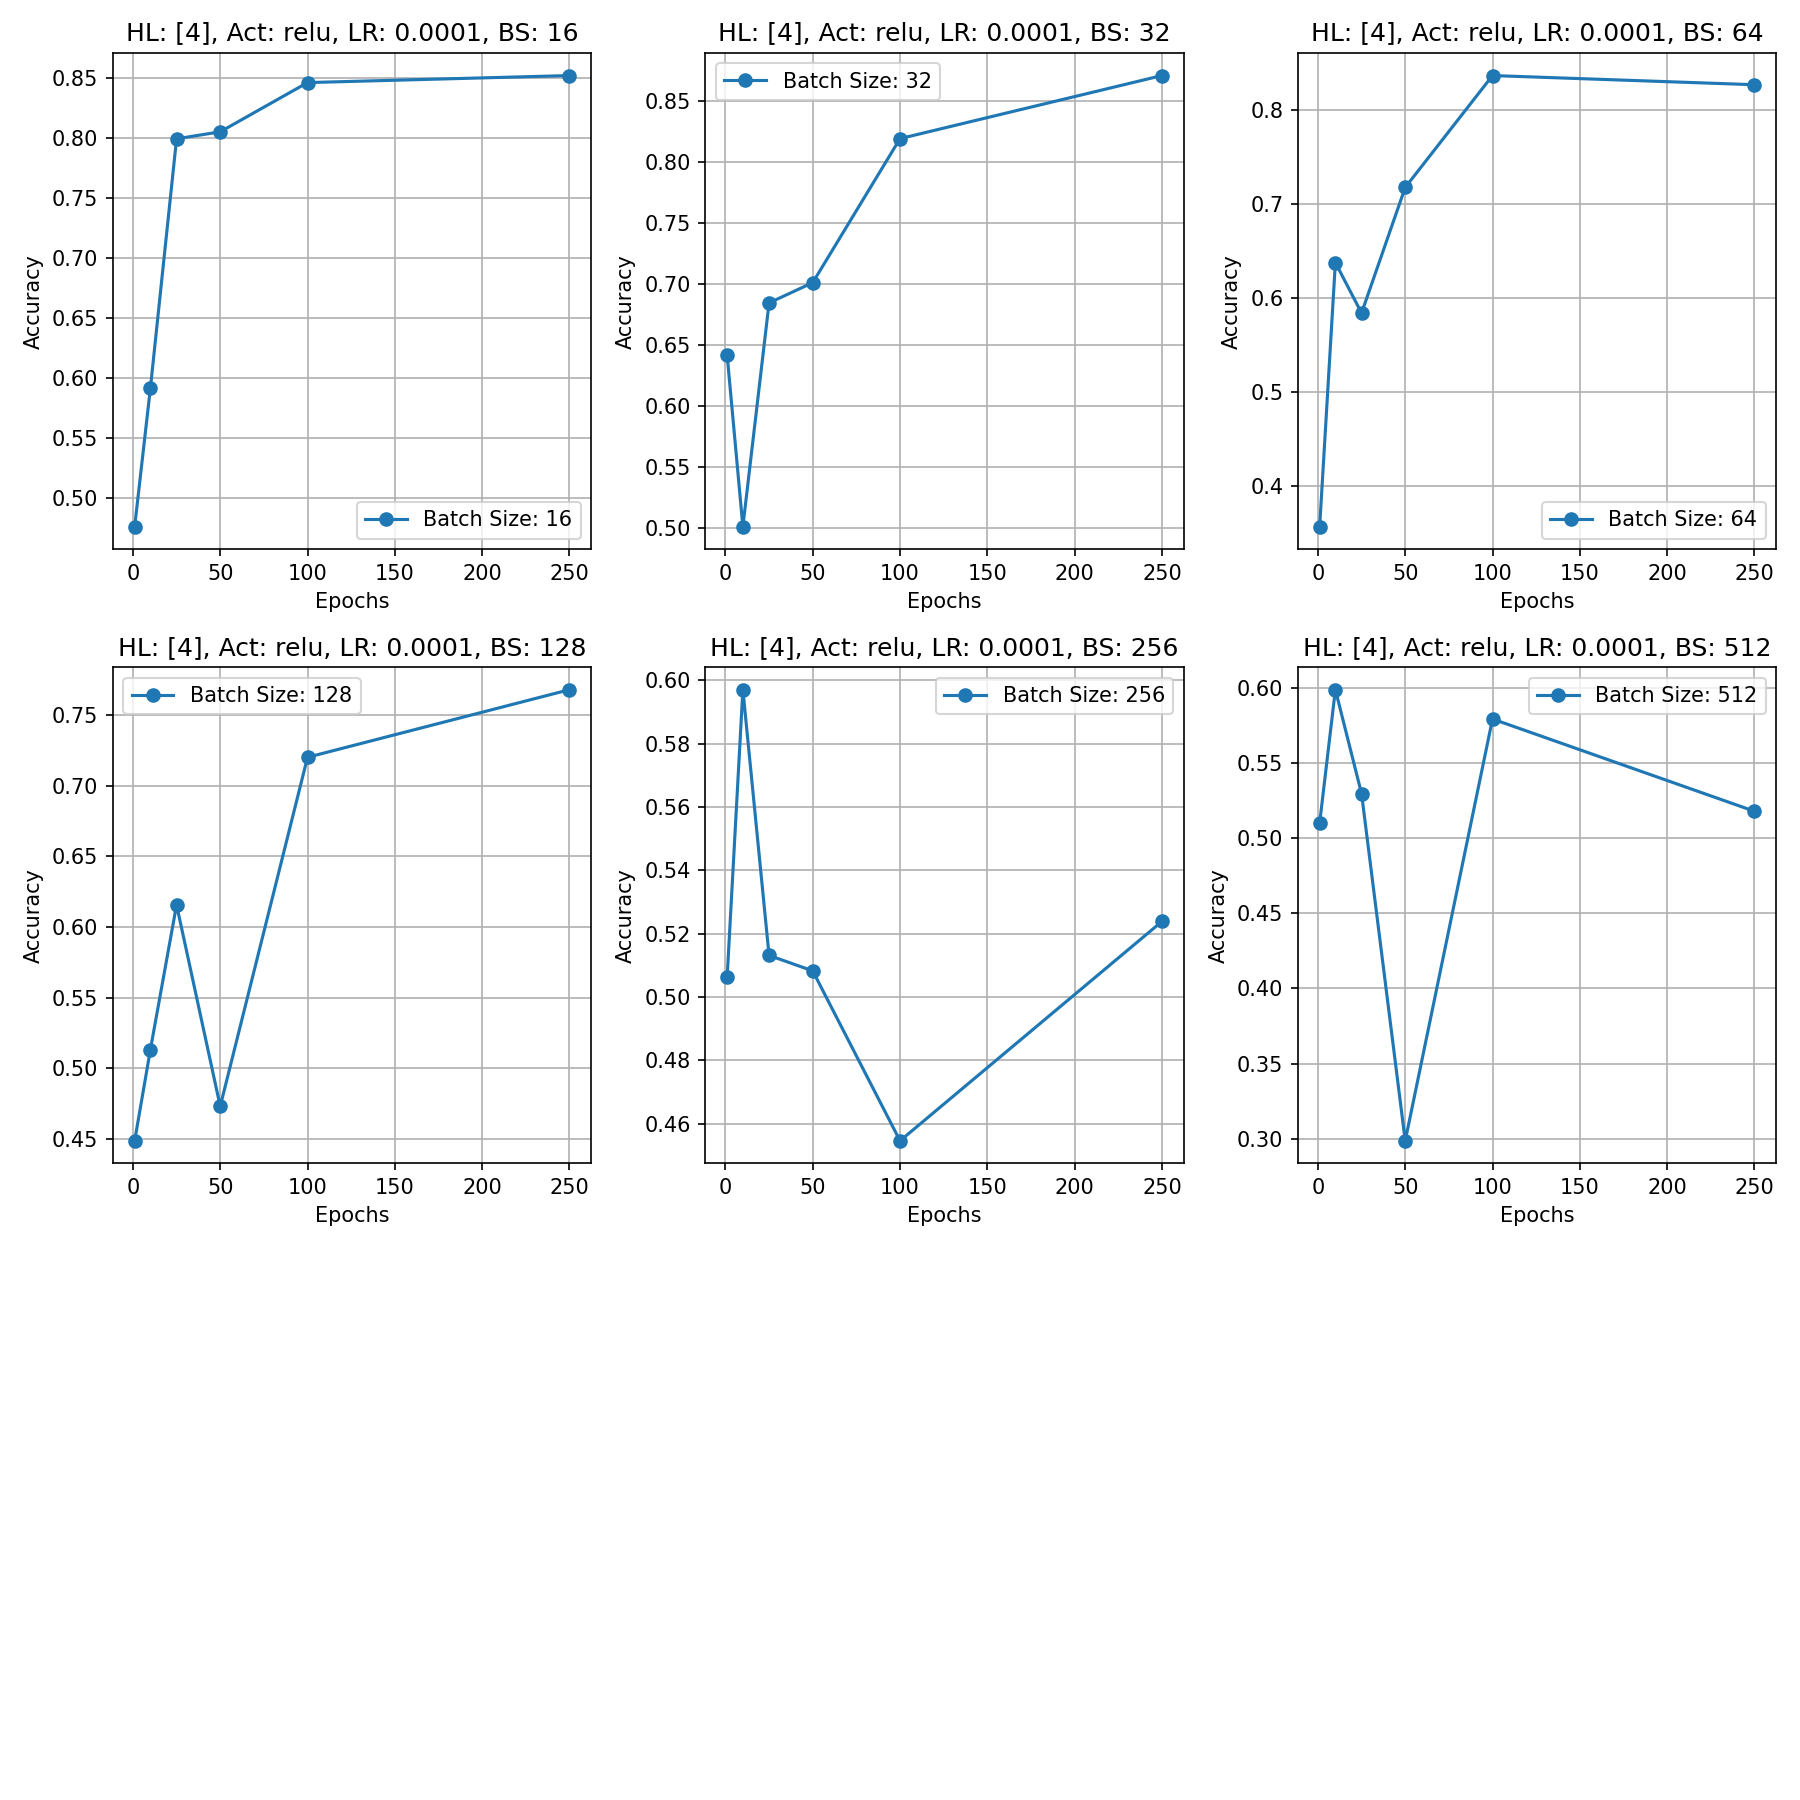 HL: [4], Act: relu, LR: 0.0001, BS: 16
0.85
0.80
0.75
0.70
0.65
0.60
0.55
0.50
Accuracy
Batch Size: 16
0 50 100 150 200 250
Epochs
HL: [4], Act: relu, LR: 0.0001, BS: 32
Batch Size: 32
0.85
0.80
0.75
0.70
0.65
0.60
0.55
0.50
Accuracy
0 50 100 150 200 250
Epochs
HL: [4], Act: relu, LR: 0.0001, BS: 64
0.8
0.7
0.6
0.5
0.4
Accuracy
Batch Size: 64
0 50 100 150 200 250
Epochs
HL: [4], Act: relu, LR: 0.0001, BS: 128
Batch Size: 128
0.75
0.70
0.65
0.60
0.55
0.50
0.45
Accuracy
0 50 100 150 200 250
Epochs
HL: [4], Act: relu, LR: 0.0001, BS: 256
Batch Size: 256
0.60
0.58
0.56
0.54
0.52
0.50
0.48
0.46
Accuracy
0 50 100 150 200 250
Epochs
HL: [4], Act: relu, LR: 0.0001, BS: 512
Batch Size: 512
0.60
0.55
0.50
0.45
0.40
0.35
0.30
Accuracy
0 50 100 150 200 250
Epochs